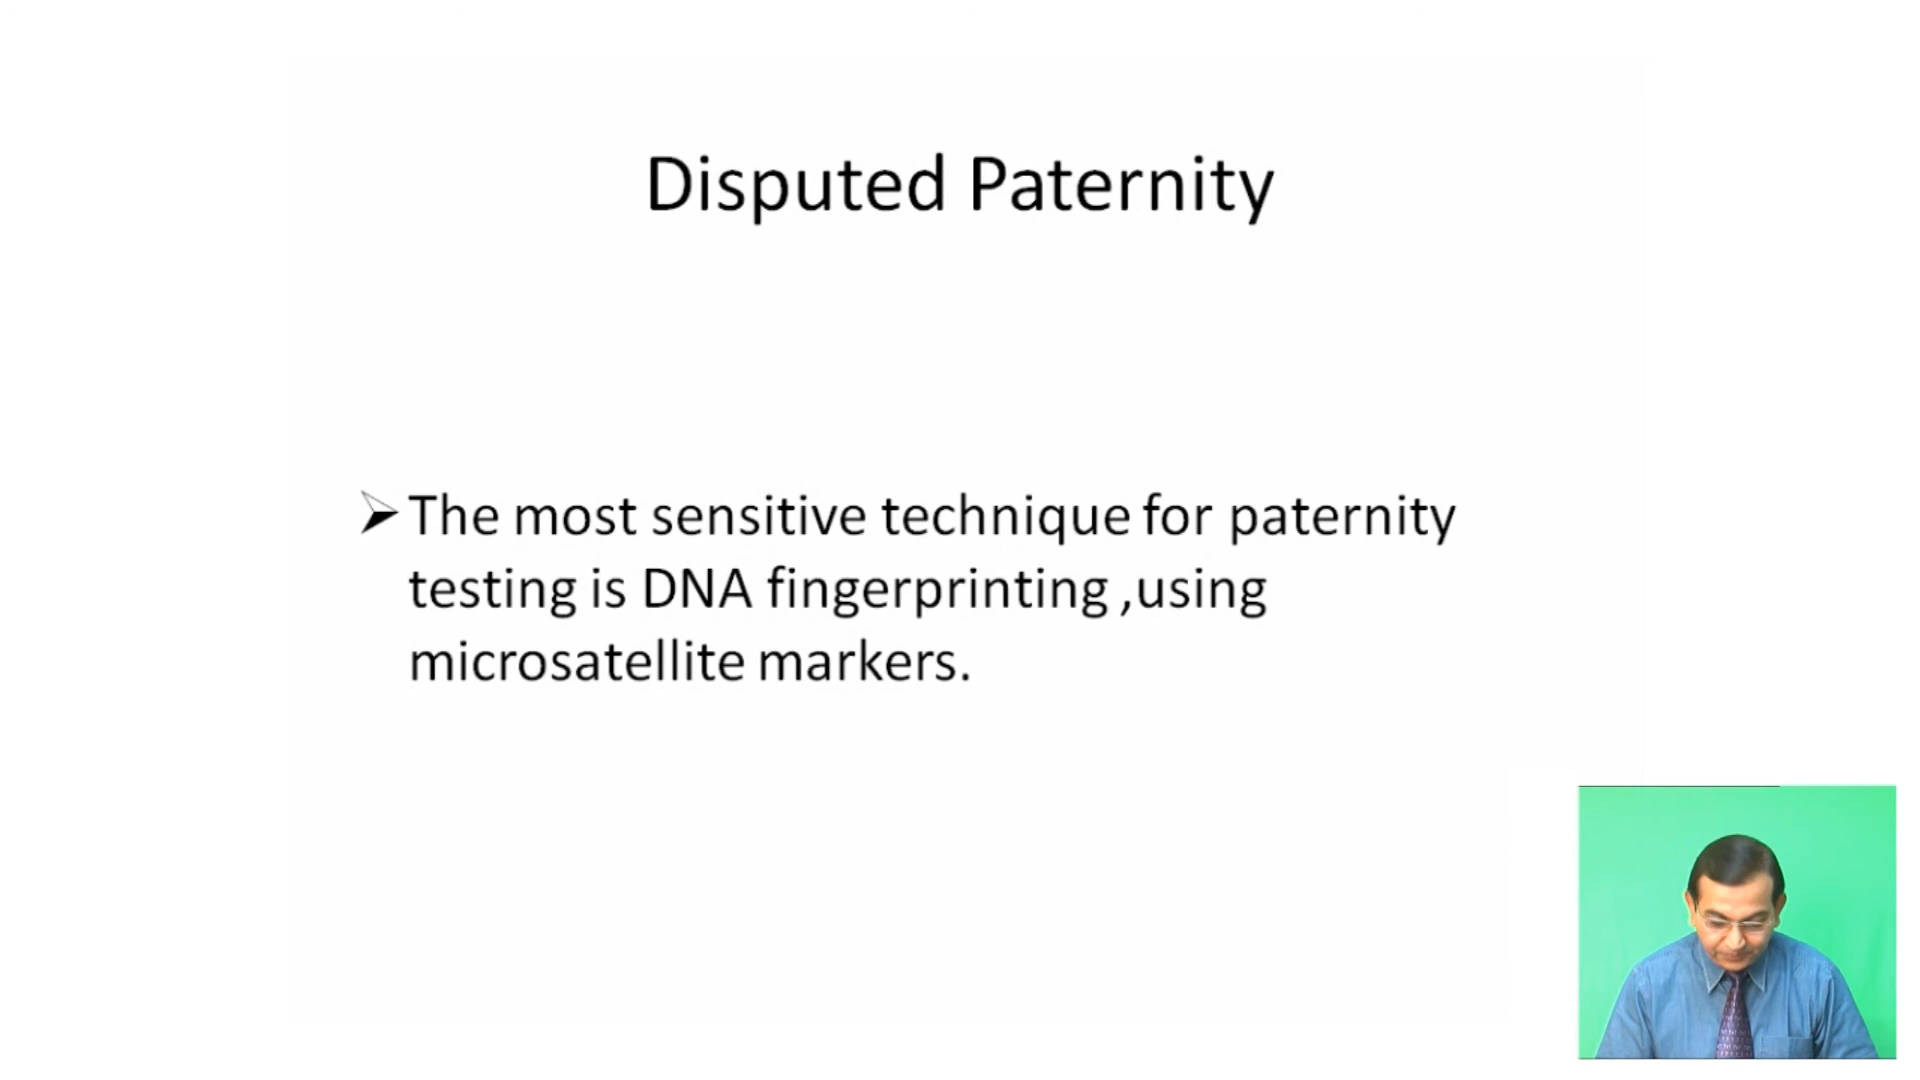 Disputed Paternity
The most sensitive technique for paternity
testing is DNA fingerprinting ,using
microsatellite markers.